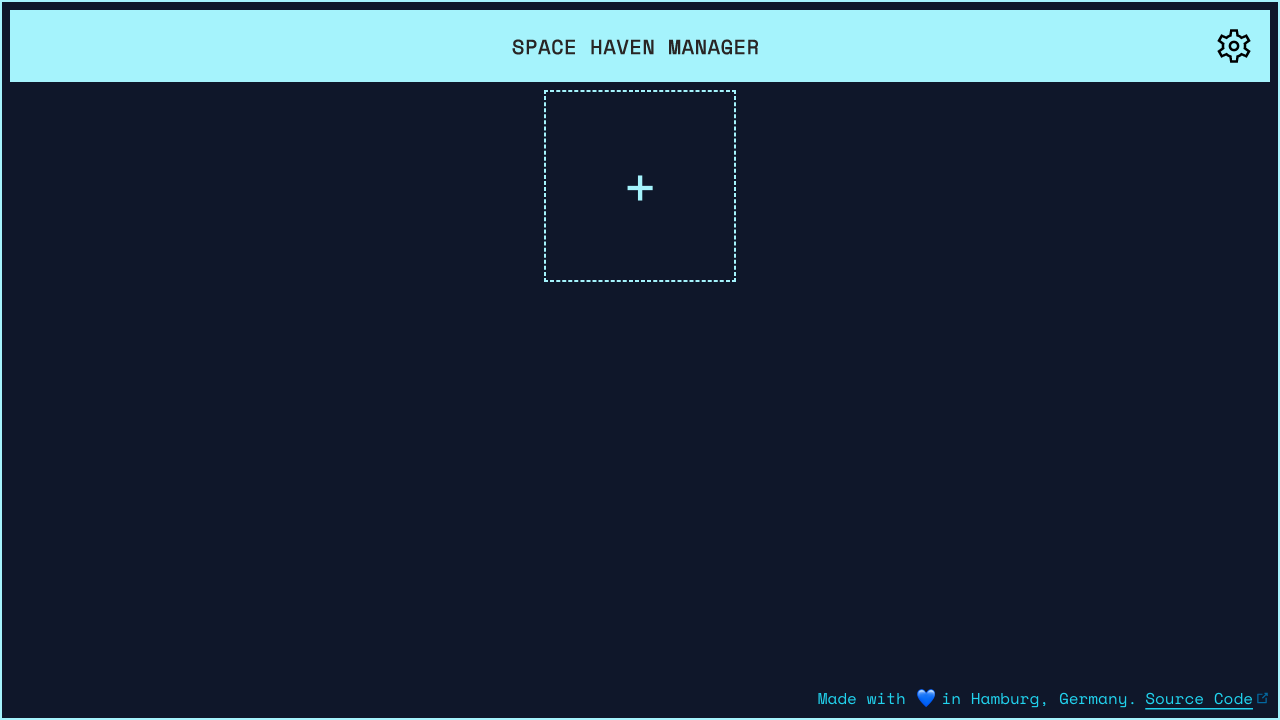 SPACE HAVEN MANAGER
+
Made with 💙 in Hamburg, Germany. Source Code